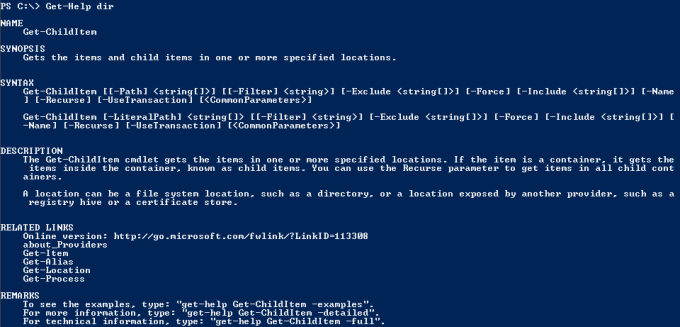 PS C:\> Get-Help dir
NAME
Get-ChildItem
SYNOPSIS
Gets the items and child items in one or more specified locations.
SYNTAX
Get-ChildItem [[-Path] <string[]>] [[-Filter] <string>] [-Exclude <string[]>] [-Force] [-Include <string[]>] [-Name
] [-Recurse] [-UseTransaction] [<CommonParameters>]
Get-ChildItem [-LiteralPath] <string[]> [[-Filter] <string>] [-Exclude <string[]>] [-Force] [-Include <string[]>] [
-Name] [-Recurse] [-UseTransaction] [<CommonParameters>]
DESCRIPTION
The Get-ChildItem cmdlet gets the items in one or more specified locations. If the item is a container, it gets the
items inside the container, known as child items. You can use the Recurse parameter to get items in all child cont
ainers.
A location can be a file system location, such as a directory, or a location exposed by another provider, such as a
registry hive or a certificate store.
RELATED LINKS
Online version: http://go.microsoft.com/fwlink/?LinkID=113308
about_Providers
Get-Item
Get-Alias
Get-Location
Get-Process
REMARKS
To see the examples, type: "get-help Get-ChildItem -examples".
For more information, type: "get-help Get-ChildItem -detailed".
For technical information, type: "get-help Get-ChildItem -full".